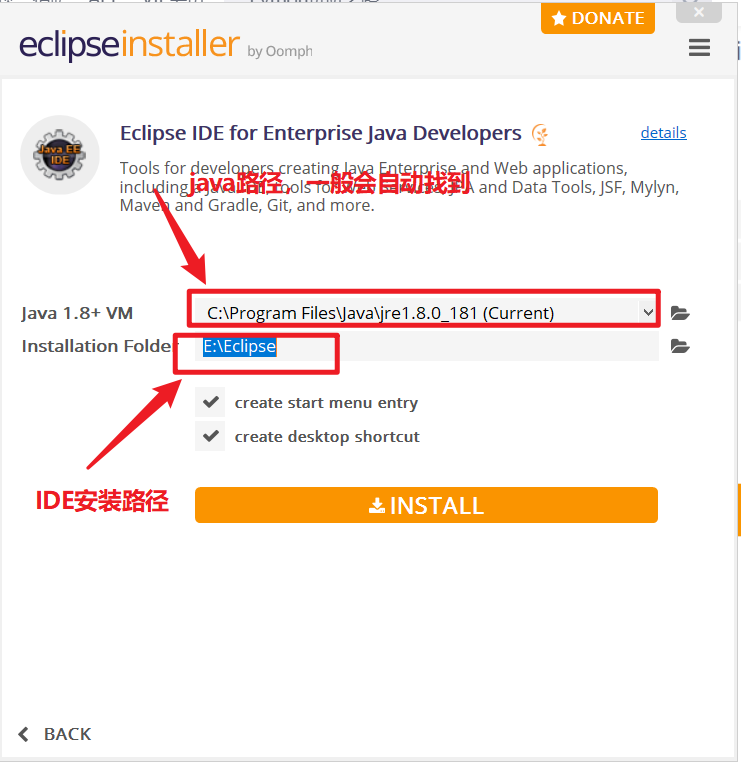 DONATE
eclipseinstaller by Oomph
Java EE
IDE
Eclipse IDE for Enterprise Java Developers
details
Tools for developers creating Java Enterprise and Web applications,
java路径，一般会自动找到
including a Java IDE, tools for and Data Tools, JSF, Mylyn,
Maven and Gradle, Git, and more.
Java 1.8+ VM
C:\Program Files\Java\jre1.8.0_181 (Current)
Installation Folder
E:\Eclipse
create start menu entry
create desktop shortcut
IDE安装路径
INSTALL
BACK